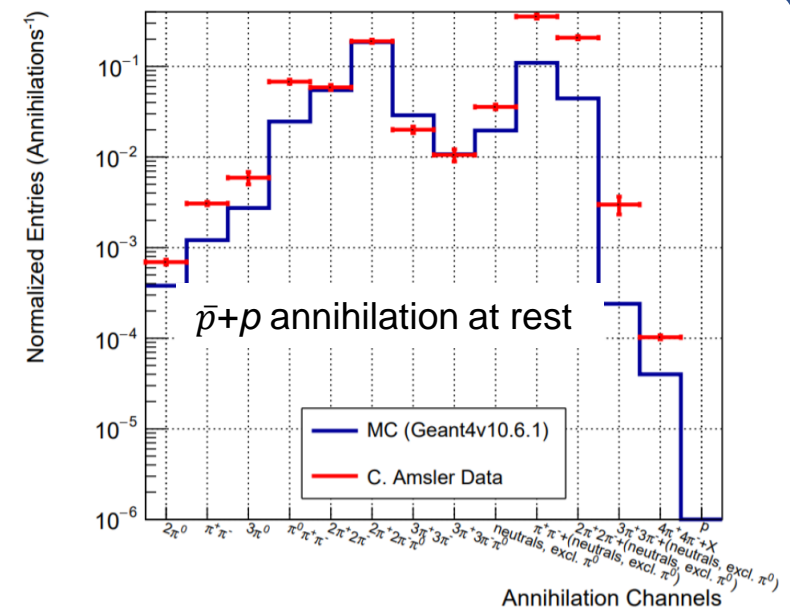 Normalized Entries (Annihilations⁻¹)
10⁻¹
10⁻²
10⁻³
10⁻⁴
10⁻⁵
10⁻⁶
p̄+p annihilation at rest
MC (Geant4v10.6.1)
C. Amsler Data
2π⁰
π⁺π⁻
3π⁰
π⁰π⁺π⁻
2π⁺2π⁻
2π⁺2π⁻π⁰
3π⁺3π⁻
3π⁺3π⁻π⁰
neutrals, excl. π⁰
π⁺π⁻+(neutrals, excl. π⁰)
2π⁺2π⁻+(neutrals, excl. π⁰)
3π⁺3π⁻+(neutrals, excl. π⁰)
4π⁺4π⁻+X
p
Annihilation Channels